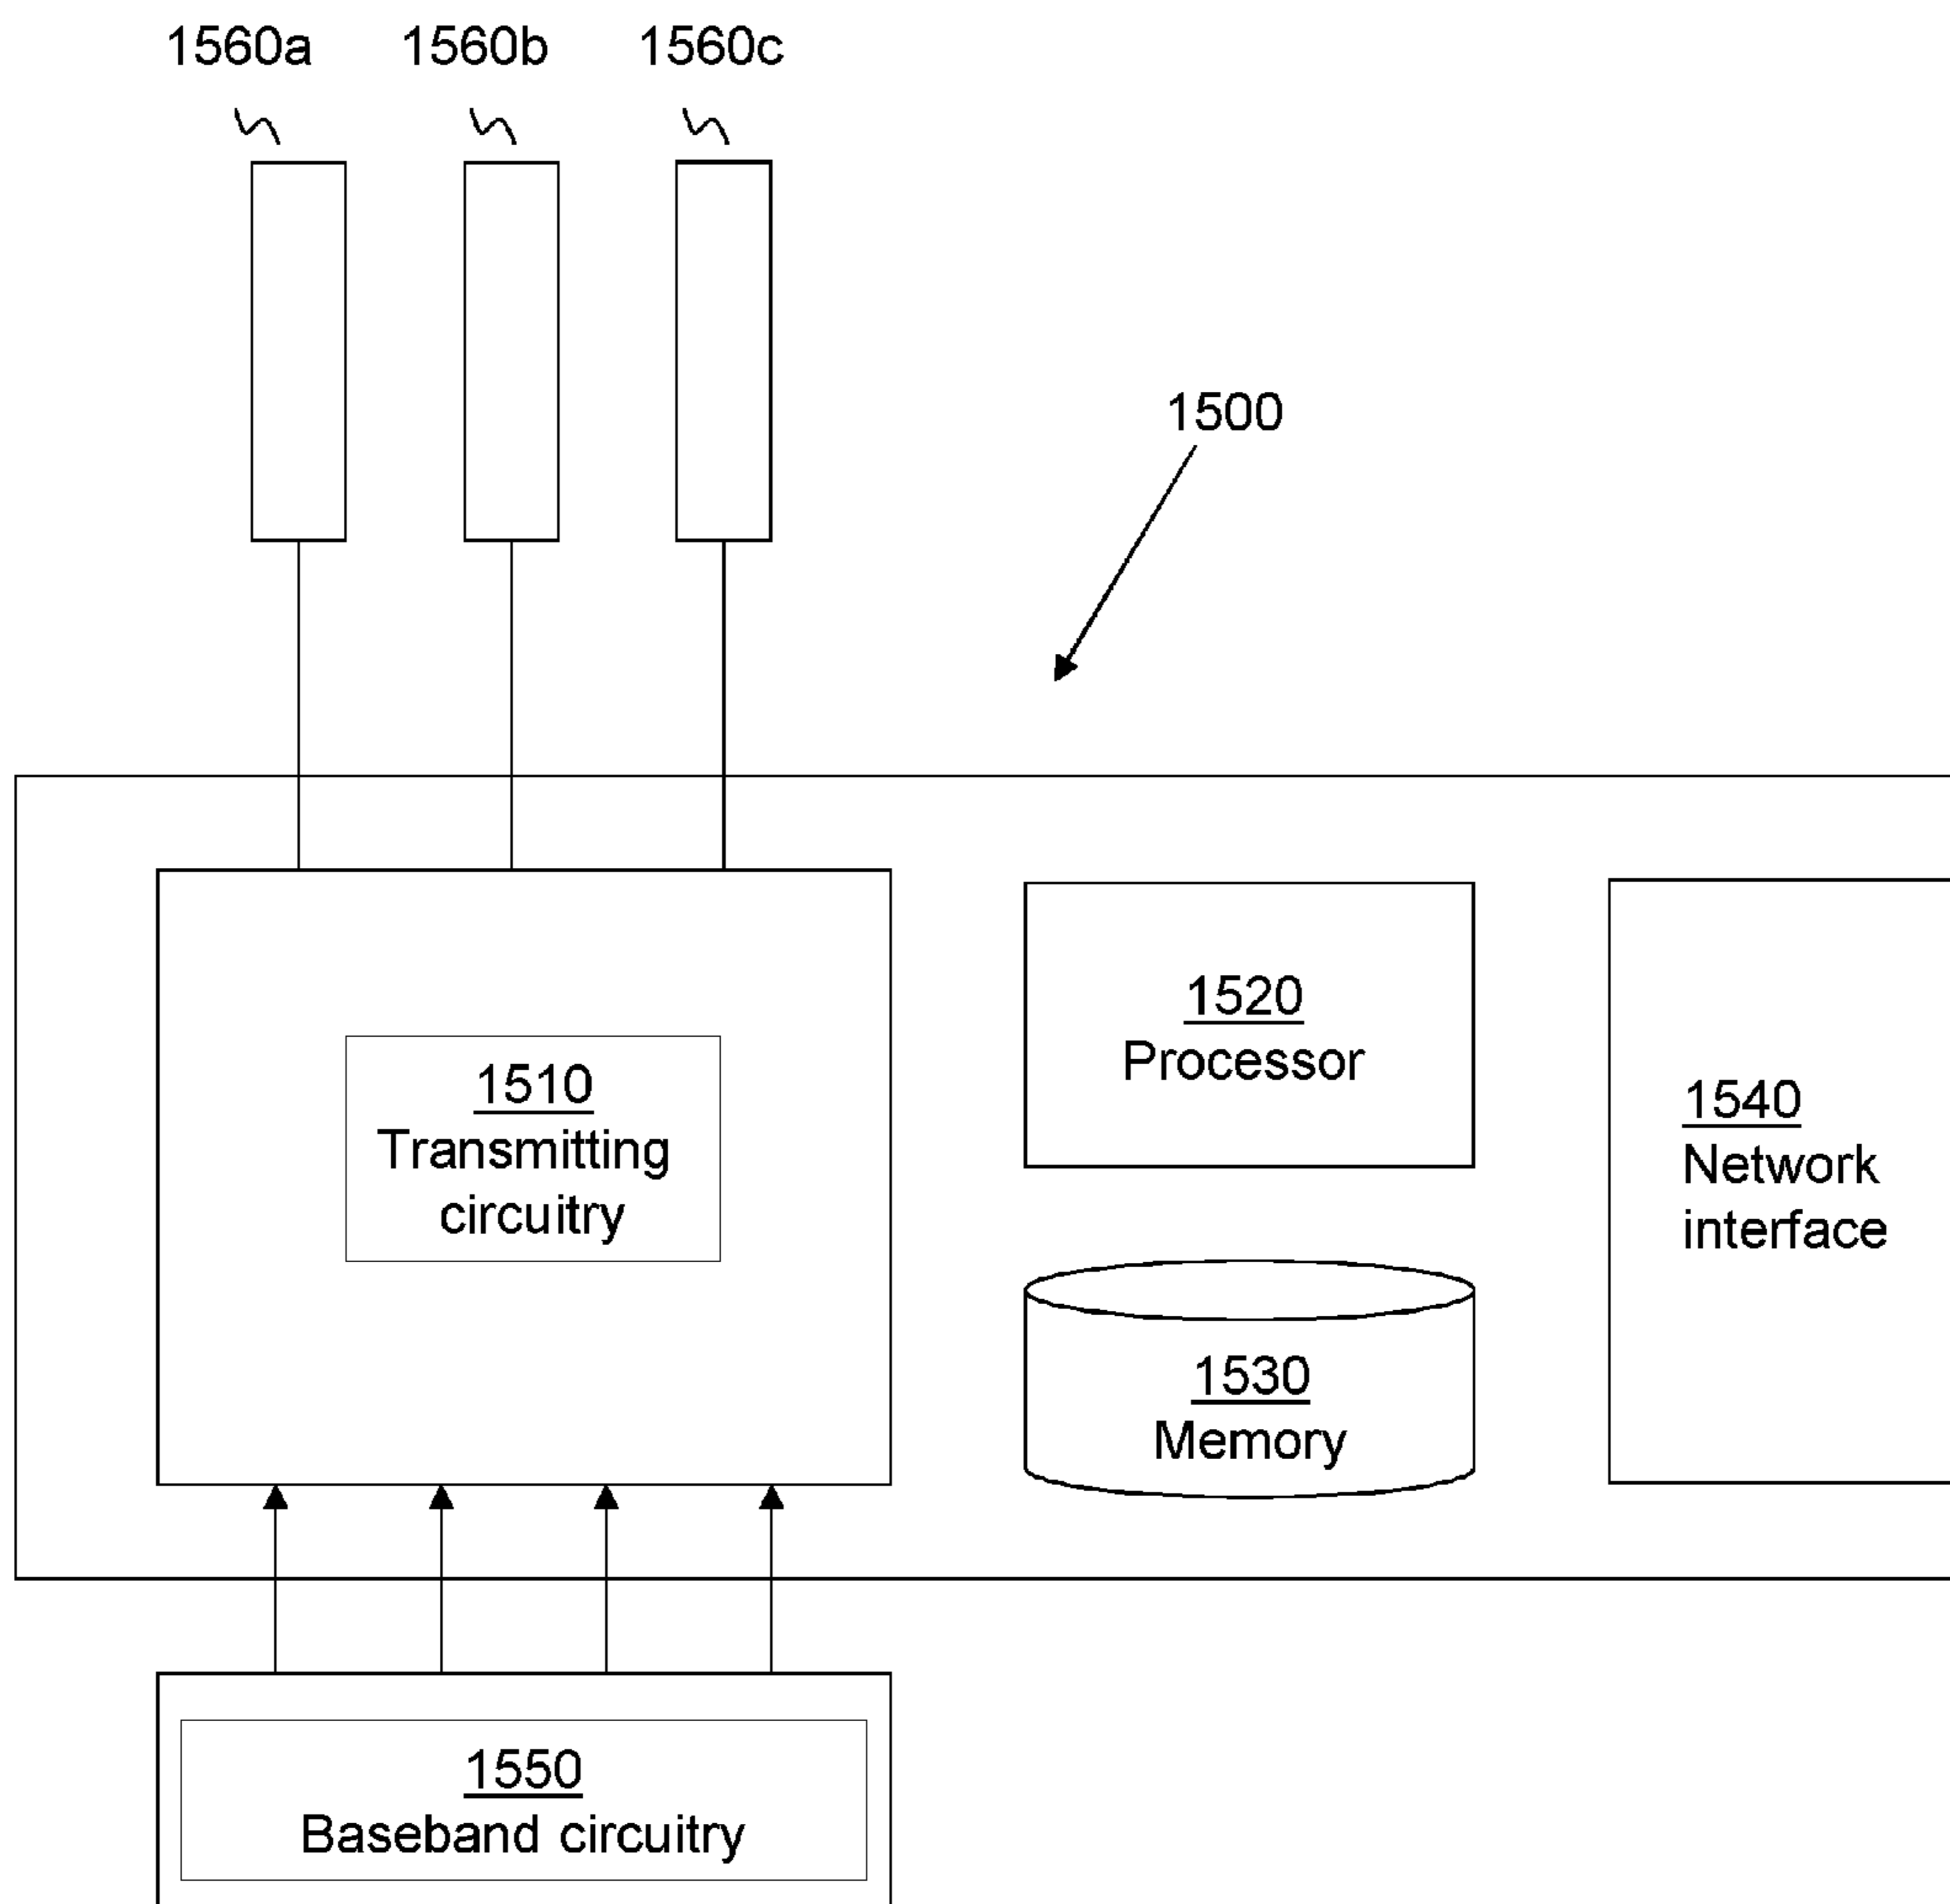 1560a 1560b 1560c
1500
1510
Transmitting
circuitry
1520
Processor
1530
Memory
1540
Network
interface
1550
Baseband circuitry